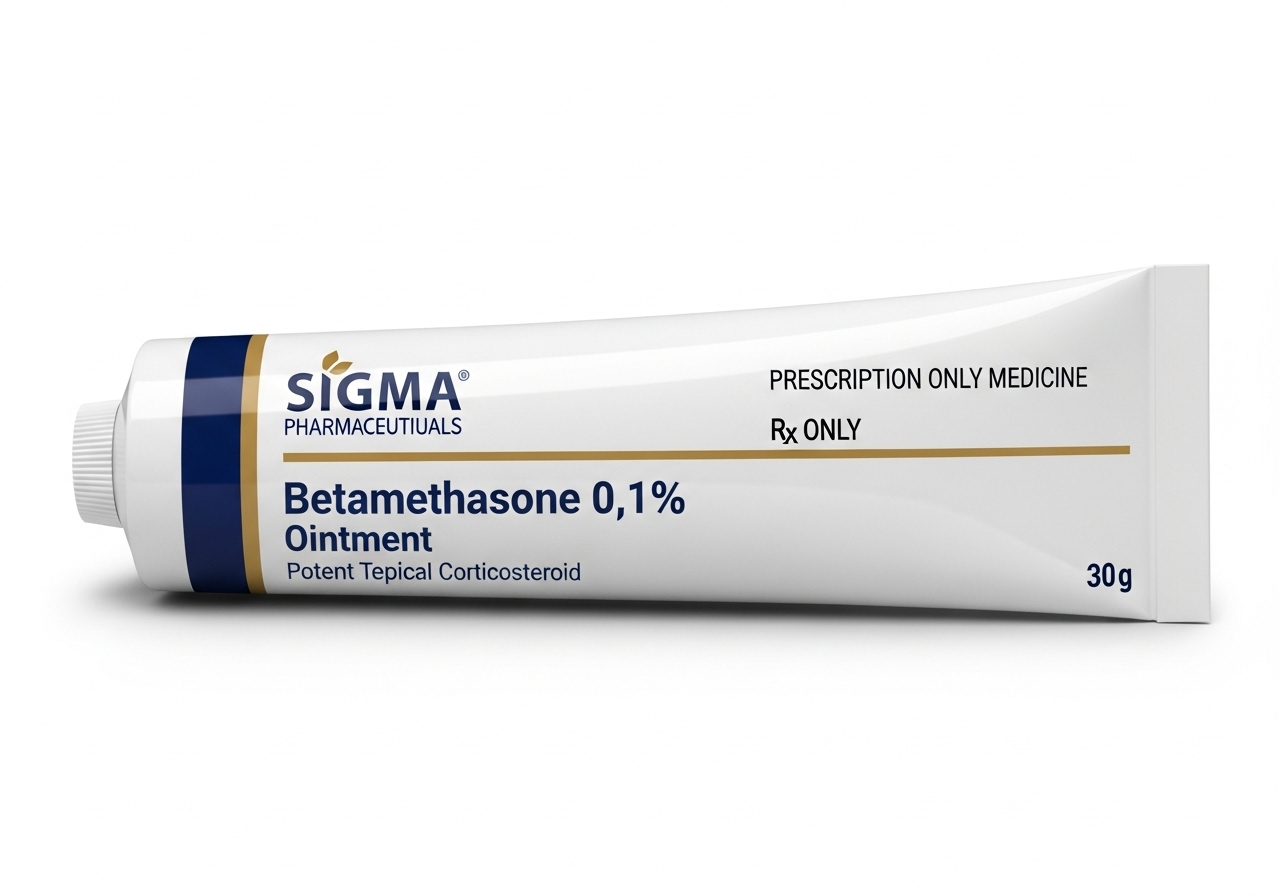 SIGMA®
PHARMACEUTIUALS
PRESCRIPTION ONLY MEDICINE
Rx ONLY
Betamethasone 0,1%
Ointment
Potent Tepical Corticosteroid
30g